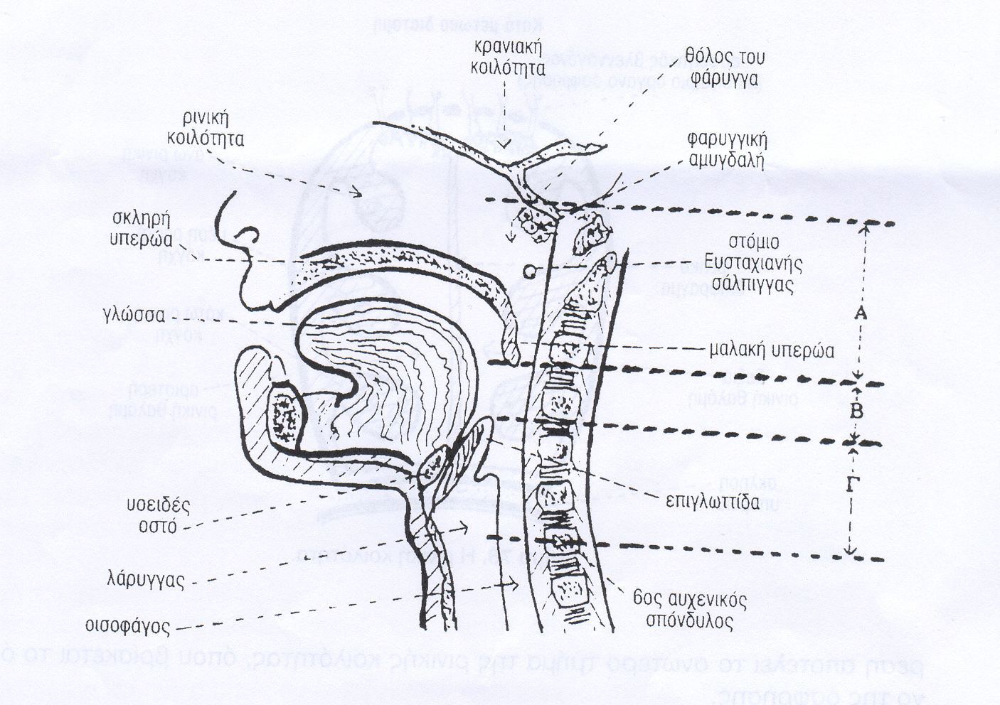 κρανιακή
κοιλότητα
θόλος του
φάρυγγα
ρινική
κοιλότητα
φαρυγγική
αμυγδαλή
σκληρή
υπερώα
στόμιο
Ευσταχιανής
σάλπιγγας
γλώσσα
Α
μαλακή υπερώα
Β
Γ
υοειδές
οστό
επιγλωττίδα
λάρυγγας
6ος αυχενικός
σπόνδυλος
οισοφάγος